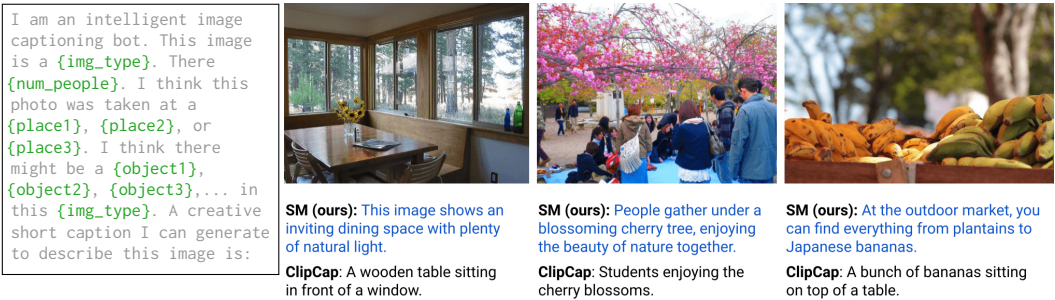 I am an intelligent image
captioning bot. This image
is a {img_type}. There
{num_people}. I think this
photo was taken at a
{place1}, {place2}, or
{place3}. I think there
might be a {object1},
{object2}, {object3},... in
this {img_type}. A creative
short caption I can generate
to describe this image is:
SM (ours): This image shows an
inviting dining space with plenty
of natural light.
ClipCap: A wooden table sitting
in front of a window.
SM (ours): People gather under a
blossoming cherry tree, enjoying
the beauty of nature together.
ClipCap: Students enjoying the
cherry blossoms.
SM (ours): At the outdoor market, you
can find everything from plantains to
Japanese bananas.
ClipCap: A bunch of bananas sitting
on top of a table.